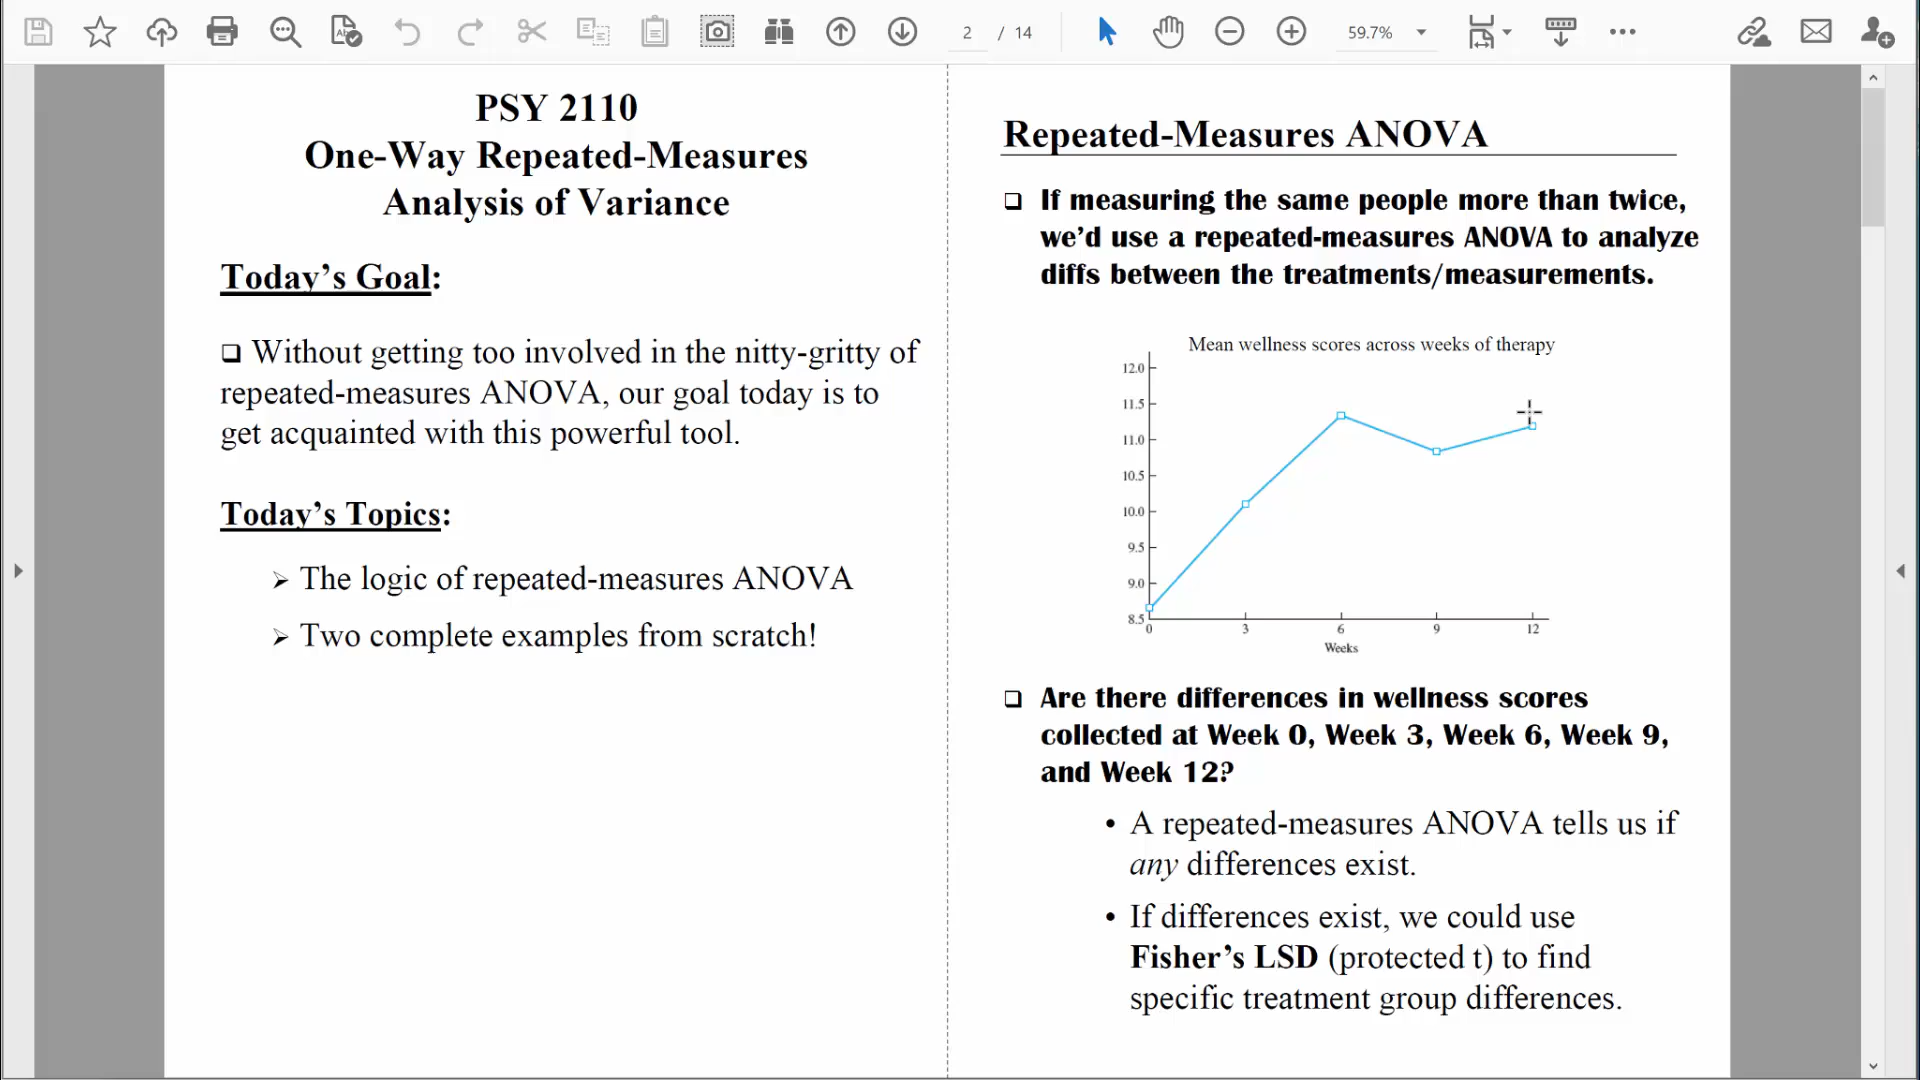 2 / 14
59.7%
PSY 2110
One-Way Repeated-Measures
Analysis of Variance
Today's Goal:
❑ Without getting too involved in the nitty-gritty of
repeated-measures ANOVA, our goal today is to
get acquainted with this powerful tool.
Today's Topics:
➢ The logic of repeated-measures ANOVA
➢ Two complete examples from scratch!
Repeated-Measures ANOVA
❑ If measuring the same people more than twice,
we'd use a repeated-measures ANOVA to analyze
diffs between the treatments/measurements.
Mean wellness scores across weeks of therapy
12.0
11.5
11.0
10.5
10.0
9.5
9.0
8.5
0 3 6 9 12
Weeks
❑ Are there differences in wellness scores
collected at Week 0, Week 3, Week 6, Week 9,
and Week 12?
• A repeated-measures ANOVA tells us if
any differences exist.
• If differences exist, we could use
Fisher's LSD (protected t) to find
specific treatment group differences.